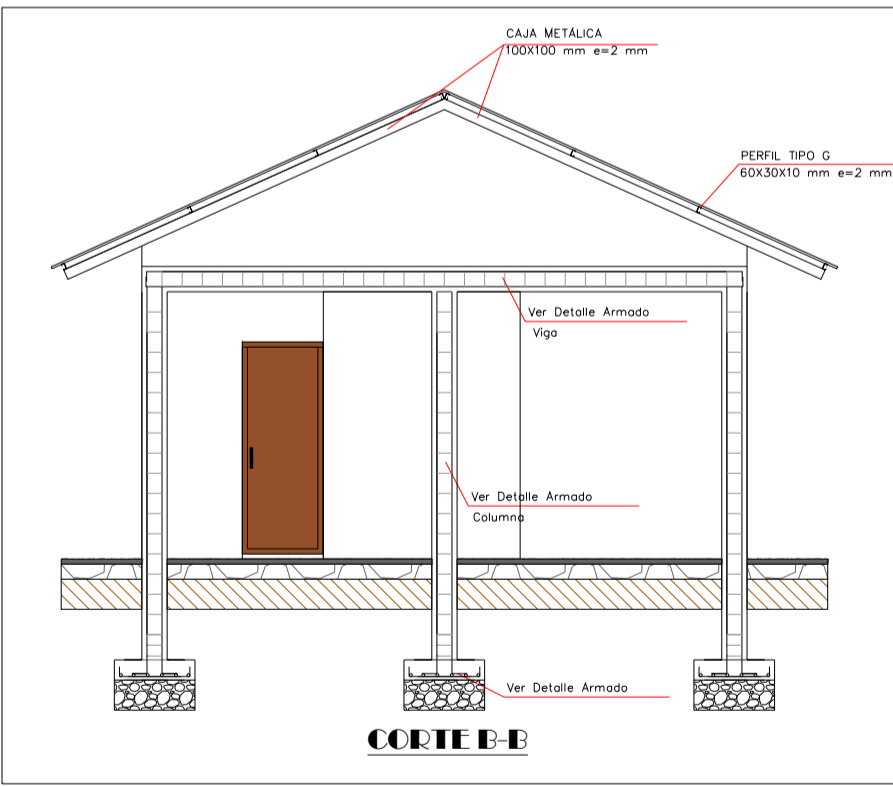 CAJA METÁLICA
100X100 mm e=2 mm
PERFIL TIPO G
60X30X10 mm e=2 mm
Ver Detalle Armado
Viga
Ver Detalle Armado
Columna
Ver Detalle Armado
CORTE B-B